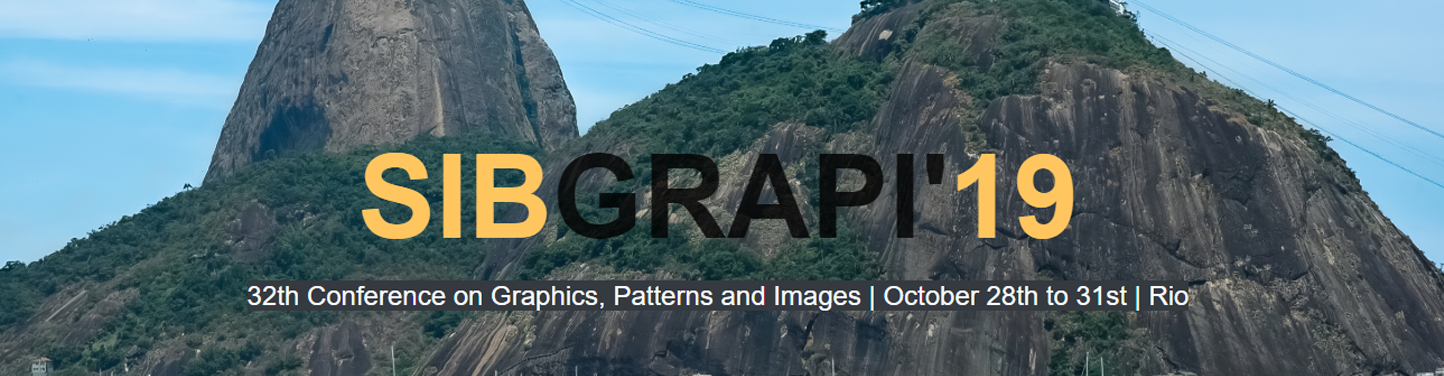 SIBGRAPI'19
32th Conference on Graphics, Patterns and Images | October 28th to 31st | Rio